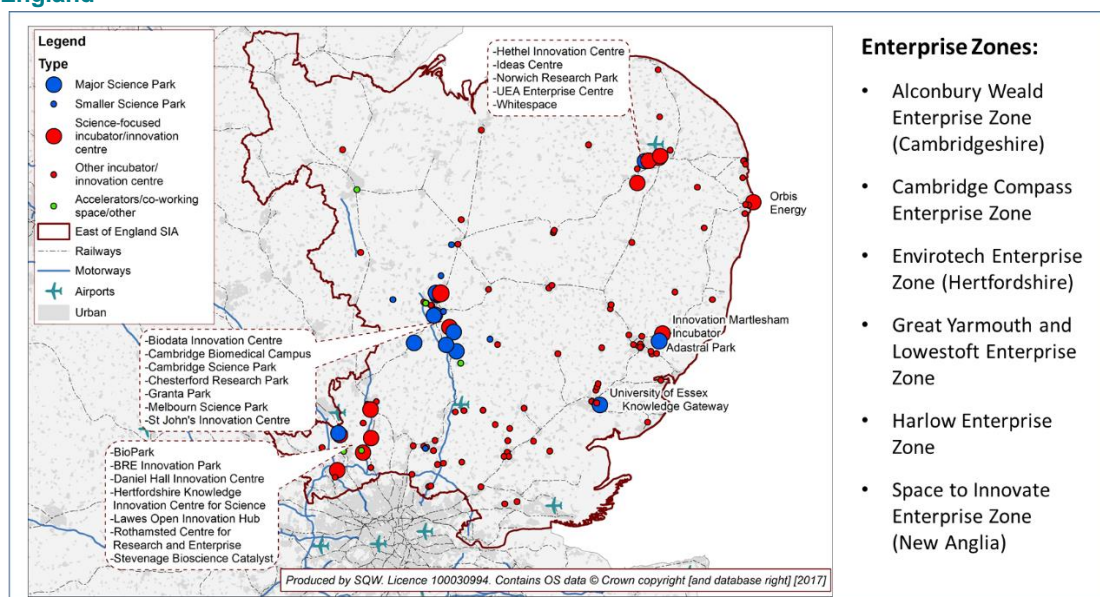 England
Legend
Type
Major Science Park
Smaller Science Park
Science-focused
incubator/innovation
centre
Other incubator/
innovation centre
Accelerators/co-working
space/other
East of England SIA
Railways
Motorways
Airports
Urban
-Hethel Innovation Centre
-Ideas Centre
-Norwich Research Park
-UEA Enterprise Centre
-Whitespace
Orbis
Energy
Innovation Martlesham
Incubator
Adastral Park
University of Essex
Knowledge Gateway
-Biodata Innovation Centre
-Cambridge Biomedical Campus
-Cambridge Science Park
-Chesterford Research Park
-Granta Park
-Melbourn Science Park
-St John's Innovation Centre
-BioPark
-BRE Innovation Park
-Daniel Hall Innovation Centre
-Hertfordshire Knowledge
Innovation Centre for Science
-Lawes Open Innovation Hub
-Rothamsted Centre for
Research and Enterprise
-Stevenage Bioscience Catalyst
Produced by SQW. Licence 100030994. Contains OS data © Crown copyright [and database right] [2017]
Enterprise Zones:
• Alconbury Weald
Enterprise Zone
(Cambridgeshire)
• Cambridge Compass
Enterprise Zone
• Envirotech Enterprise
Zone (Hertfordshire)
• Great Yarmouth and
Lowestoft Enterprise
Zone
• Harlow Enterprise
Zone
• Space to Innovate
Enterprise Zone
(New Anglia)